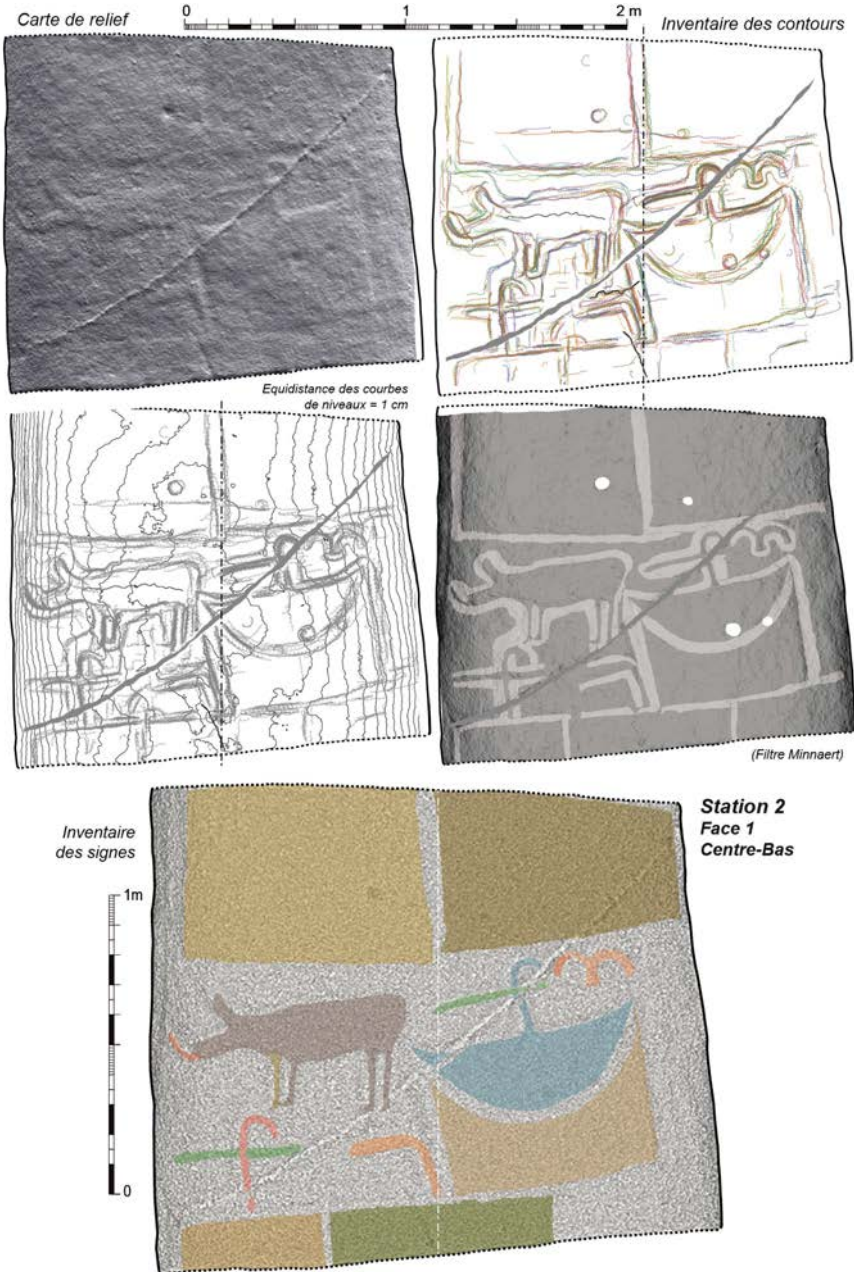 0 1 2 m
Carte de relief
Inventaire des contours
Equidistance des courbes
de niveaux = 1 cm
(Filtre Minnaert)
Inventaire
des signes
Station 2
Face 1
Centre-Bas
1m
0